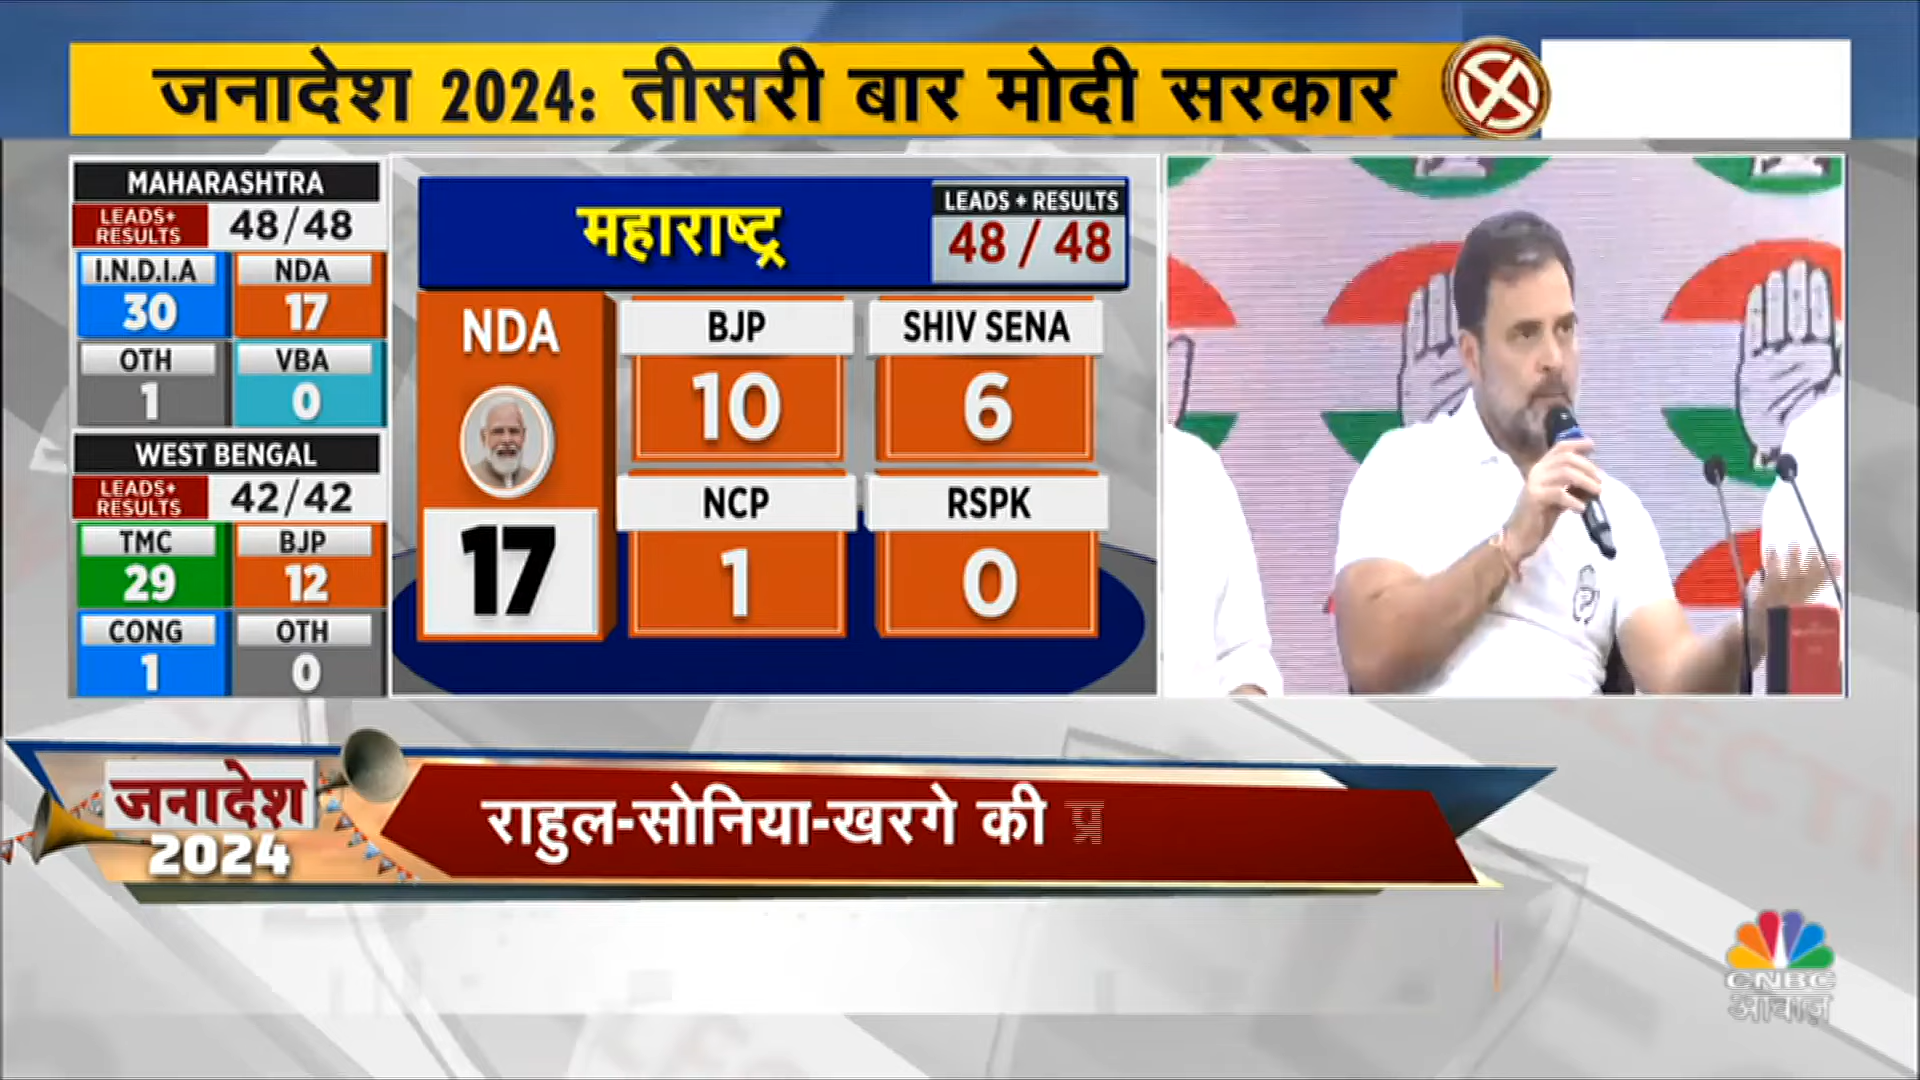 जनादेश 2024: तीसरी बार मोदी सरकार
MAHARASHTRA
LEADS+ RESULTS 48/48
I.N.D.I.A NDA
30 17
OTH VBA
1 0
WEST BENGAL
LEADS+ RESULTS 42/42
TMC BJP
29 12
CONG OTH
1 0
महाराष्ट्र
LEADS + RESULTS
48 / 48
NDA
17
BJP SHIV SENA
10 6
NCP RSPK
1 0
जनादेश
2024
राहुल-सोनिया-खरगे की प्र
CNBC
आवाज़